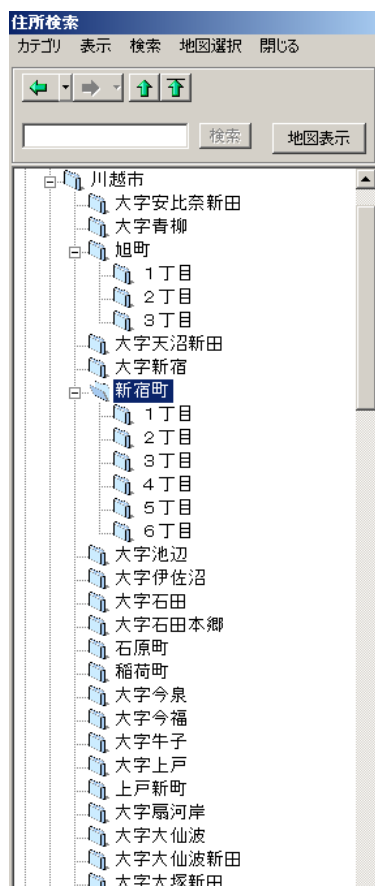 住所検索
カテゴリ 表示 検索 地図選択 閉じる
検索 地図表示
川越市
大字安比奈新田
大字青柳
旭町
1丁目
2丁目
3丁目
大字天沼新田
大字新宿
新宿町
1丁目
2丁目
3丁目
4丁目
5丁目
6丁目
大字池辺
大字伊佐沼
大字石田
大字石田本郷
石原町
稲荷町
大字今泉
大字今福
大字牛子
大字上戸
上戸新町
大字扇河岸
大字大仙波
大字大仙波新田
大字大塚新田